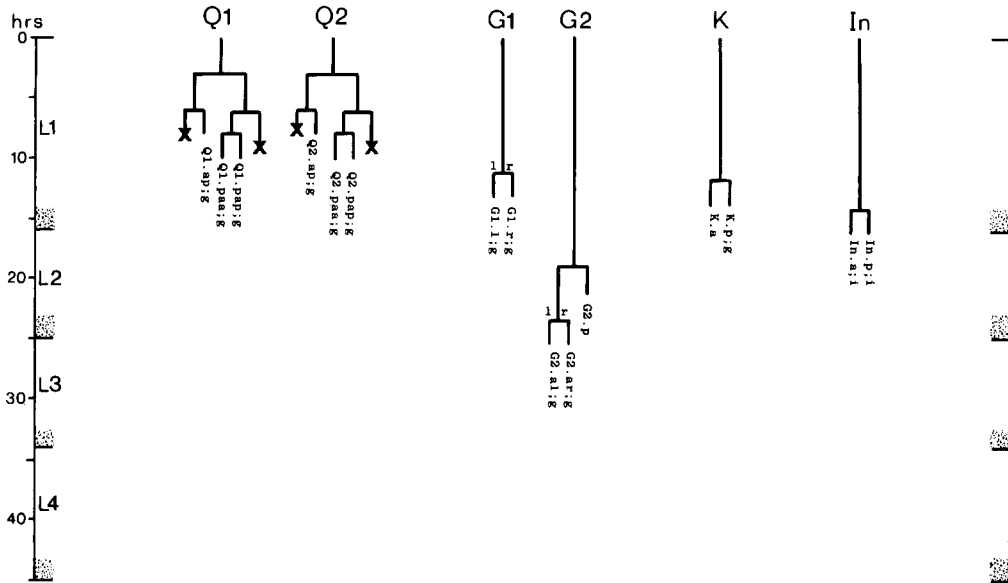 hrs
Q1 Q2 G1 G2 K In
0
L1
10
L2
20
L3
30
L4
40
X
Q1.ap;g
Q1.paa;g
Q1.pap;g
X
X
Q2.ap;g
Q2.paa;g
Q2.pap;g
X
l r
G1.l;g
G1.r;g
l r
G2.al;g
G2.ar;g
G2.p
K.a
K.p;g
In.a;i
In.p;i